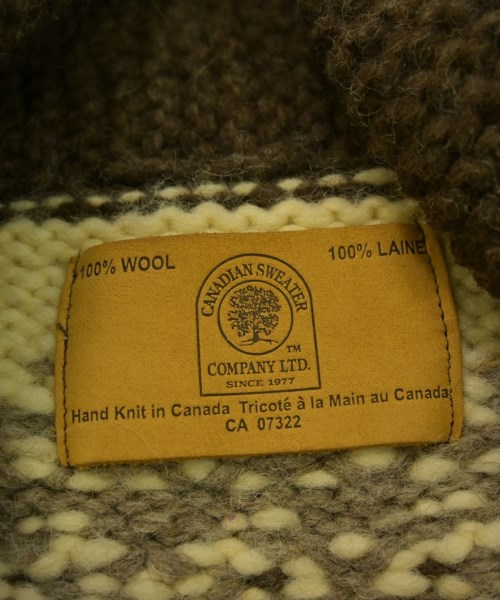 100% WOOL
100% LAINE
CANADIAN SWEATER
COMPANY LTD.
TM
SINCE 1977
Hand Knit in Canada Tricoté à la Main au Canada
CA 07322